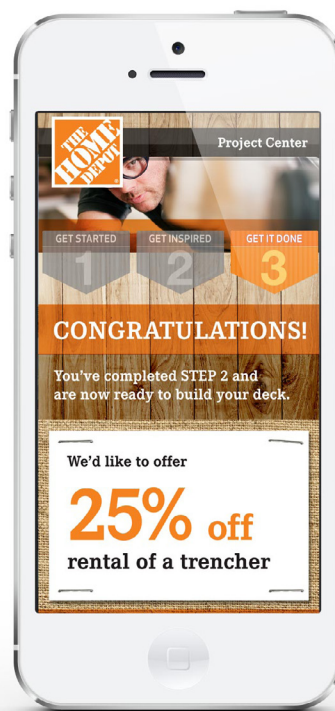 THE
HOME
DEPOT
Project Center
GET STARTED
1
GET INSPIRED
2
GET IT DONE
3
CONGRATULATIONS!
You've completed STEP 2 and
are now ready to build your deck.
We'd like to offer
25% off
rental of a trencher